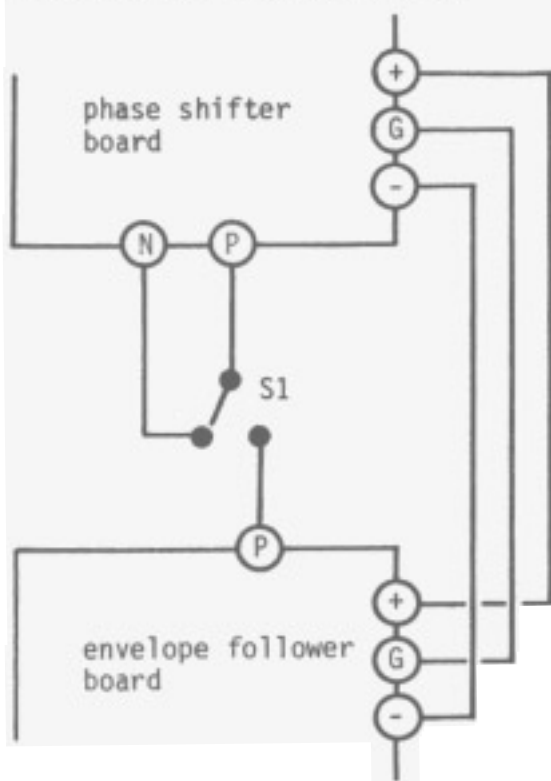 +
phase shifter
board
G
-
N
P
S1
P
+
envelope follower
board
G
-